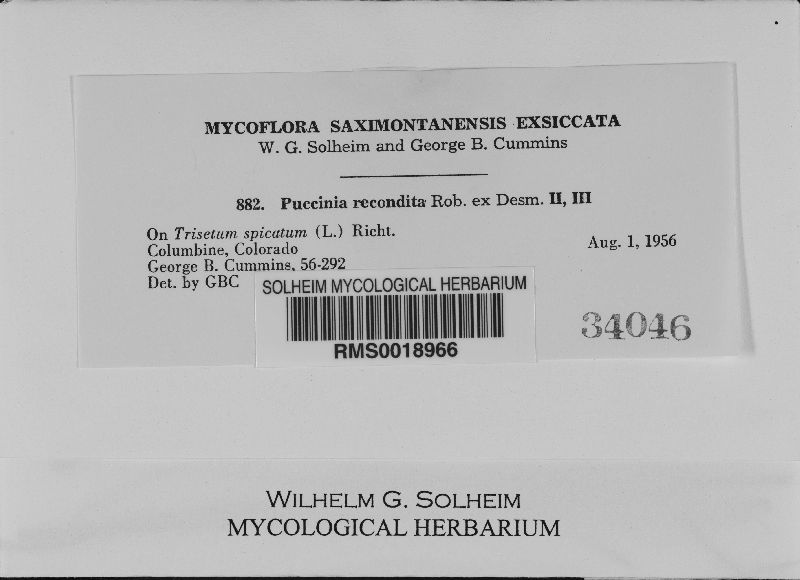 MYCOFLORA SAXIMONTANENSIS EXSICCATA
W. G. Solheim and George B. Cummins
882. Puccinia recondita Rob. ex Desm. II, III
On Trisetum spicatum (L.) Richt.
Columbine, Colorado
Aug. 1, 1956
George B. Cummins, 56-292
Det. by GBC
SOLHEIM MYCOLOGICAL HERBARIUM
RMS0018966
34046
WILHELM G. SOLHEIM
MYCOLOGICAL HERBARIUM